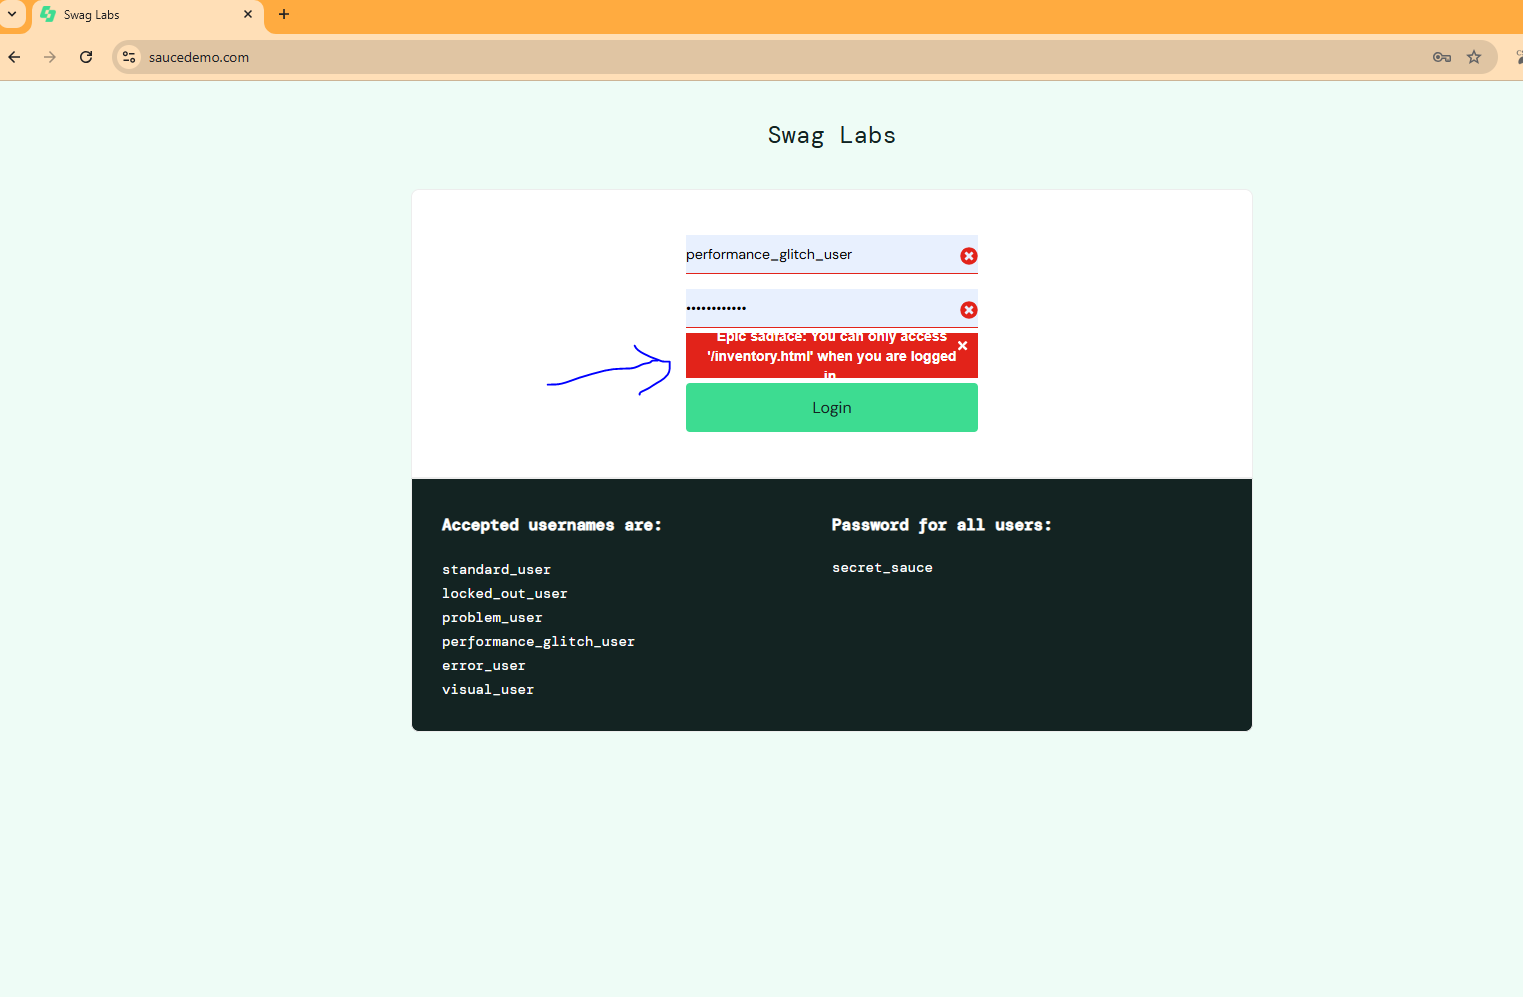 Swag Labs
saucedemo.com
Swag Labs
performance_glitch_user
••••••••••••
Epic sadface: You can only access
'/inventory.html' when you are logged
in
Login
Accepted usernames are:
standard_user
locked_out_user
problem_user
performance_glitch_user
error_user
visual_user
Password for all users:
secret_sauce